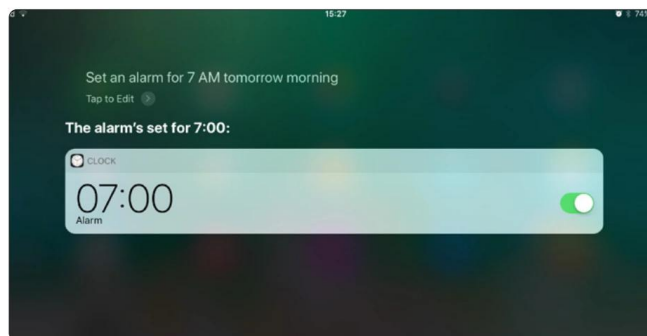 15:27
74%
Set an alarm for 7 AM tomorrow morning
Tap to Edit
The alarm's set for 7:00:
CLOCK
07:00
Alarm